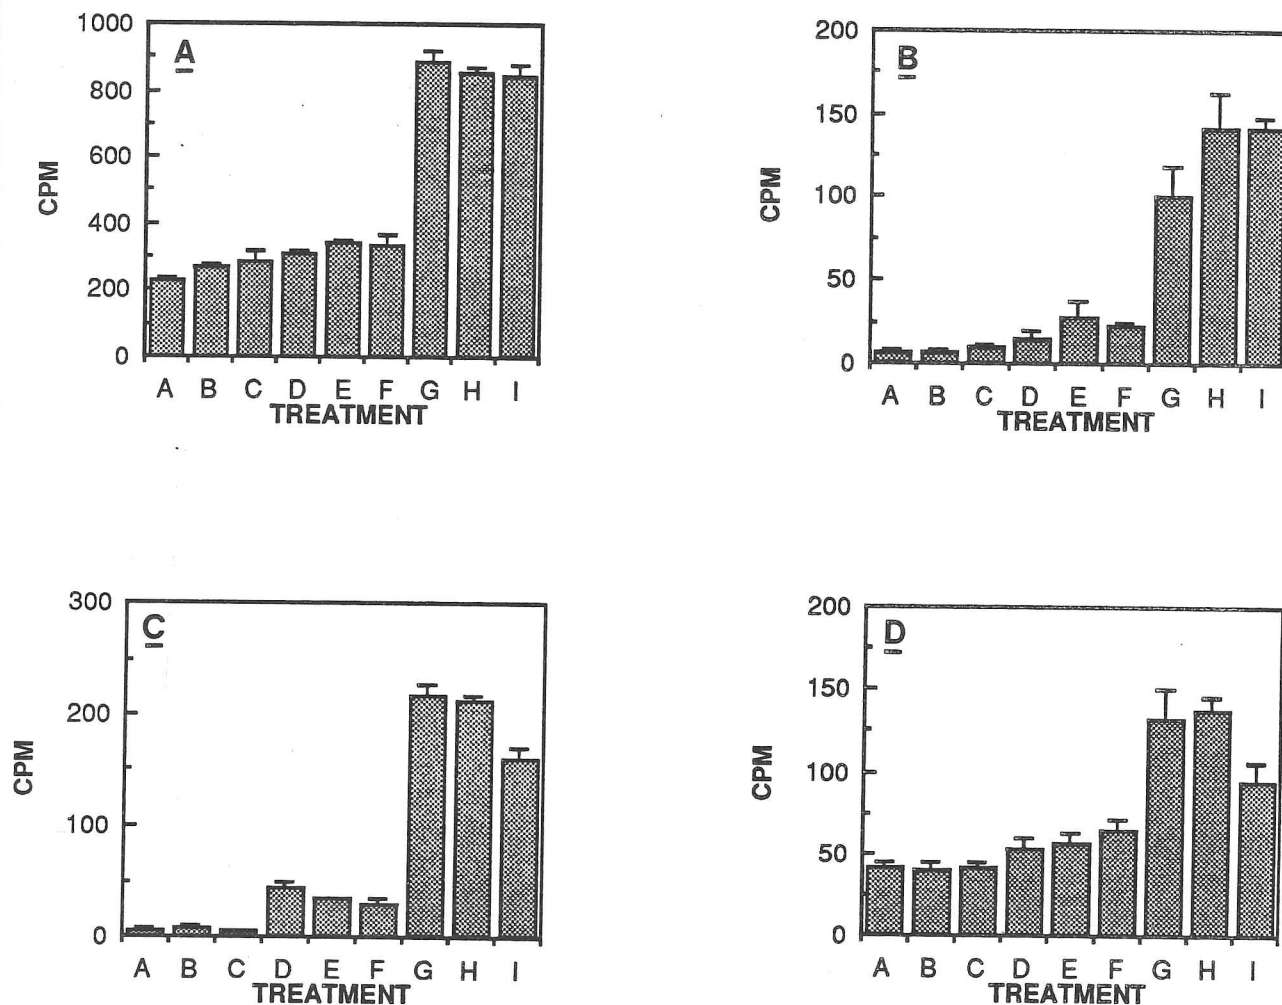 A
1000
800
600
400
200
0
CPM
A B C D E F G H I
TREATMENT
B
200
150
100
50
0
CPM
A B C D E F G H I
TREATMENT
C
300
200
100
0
CPM
A B C D E F G H I
TREATMENT
D
200
150
100
50
0
CPM
A B C D E F G H I
TREATMENT